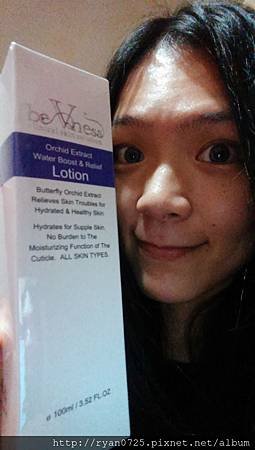 beVness
Orchid Extract
Water Boost & Relief
Lotion
Butterfly Orchid Extract
Relieves Skin Troubles for
Hydrated & Healthy Skin
Hydrates for Supple Skin.
No Burden to The
Moisturizing Function of The
Cuticle. ALL SKIN TYPES.
e 100ml / 3.52 FL.OZ
http://ryan0725.pixnet.net/album